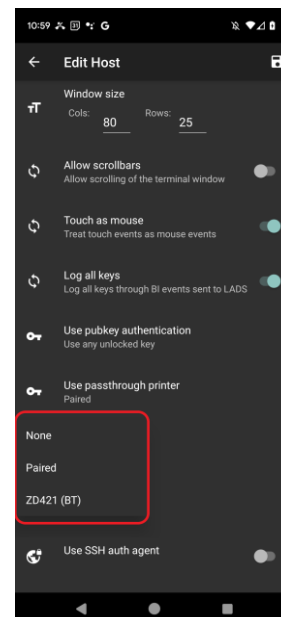 10:59 31 G
Edit Host
Window size
Cols: 80 Rows: 25
Allow scrollbars
Allow scrolling of the terminal window
Touch as mouse
Treat touch events as mouse events
Log all keys
Log all keys through BI events sent to LADS
Use pubkey authentication
Use any unlocked key
Use passthrough printer
Paired
None
Paired
ZD421 (BT)
Use SSH auth agent